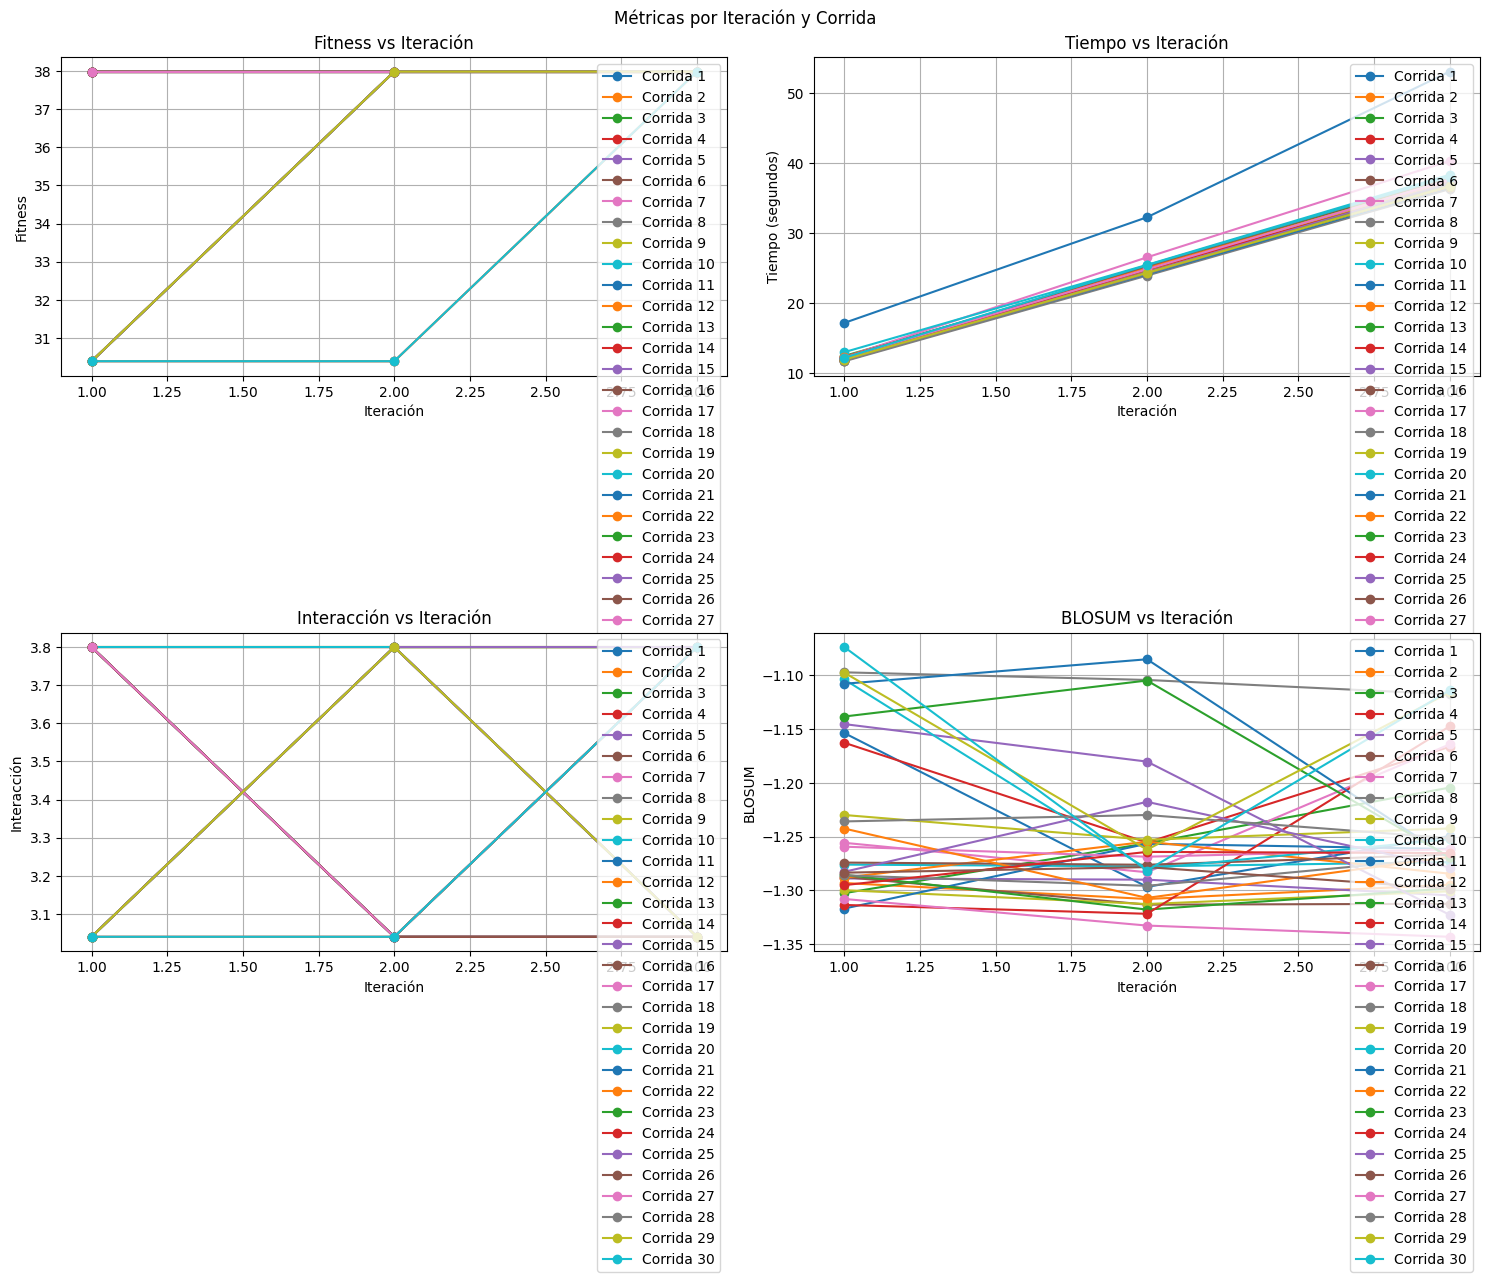 Métricas por Iteración y Corrida
Fitness vs Iteración
38
37
36
35
34
33
32
31
Fitness
1.00 1.25 1.50 1.75 2.00 2.25 2.50 2.75 3.00
Iteración
Corrida 1
Corrida 2
Corrida 3
Corrida 4
Corrida 5
Corrida 6
Corrida 7
Corrida 8
Corrida 9
Corrida 10
Corrida 11
Corrida 12
Corrida 13
Corrida 14
Corrida 15
Corrida 16
Corrida 17
Corrida 18
Corrida 19
Corrida 20
Corrida 21
Corrida 22
Corrida 23
Corrida 24
Corrida 25
Corrida 26
Corrida 27
Tiempo vs Iteración
50
40
30
20
10
Tiempo (segundos)
1.00 1.25 1.50 1.75 2.00 2.25 2.50 2.75 3.00
Iteración
Corrida 1
Corrida 2
Corrida 3
Corrida 4
Corrida 5
Corrida 6
Corrida 7
Corrida 8
Corrida 9
Corrida 10
Corrida 11
Corrida 12
Corrida 13
Corrida 14
Corrida 15
Corrida 16
Corrida 17
Corrida 18
Corrida 19
Corrida 20
Corrida 21
Corrida 22
Corrida 23
Corrida 24
Corrida 25
Corrida 26
Corrida 27
Interacción vs Iteración
3.8
3.7
3.6
3.5
3.4
3.3
3.2
3.1
Interacción
1.00 1.25 1.50 1.75 2.00 2.25 2.50 2.75 3.00
Iteración
Corrida 1
Corrida 2
Corrida 3
Corrida 4
Corrida 5
Corrida 6
Corrida 7
Corrida 8
Corrida 9
Corrida 10
Corrida 11
Corrida 12
Corrida 13
Corrida 14
Corrida 15
Corrida 16
Corrida 17
Corrida 18
Corrida 19
Corrida 20
Corrida 21
Corrida 22
Corrida 23
Corrida 24
Corrida 25
Corrida 26
Corrida 27
Corrida 28
Corrida 29
Corrida 30
BLOSUM vs Iteración
−1.10
−1.15
−1.20
−1.25
−1.30
−1.35
BLOSUM
1.00 1.25 1.50 1.75 2.00 2.25 2.50 2.75 3.00
Iteración
Corrida 1
Corrida 2
Corrida 3
Corrida 4
Corrida 5
Corrida 6
Corrida 7
Corrida 8
Corrida 9
Corrida 10
Corrida 11
Corrida 12
Corrida 13
Corrida 14
Corrida 15
Corrida 16
Corrida 17
Corrida 18
Corrida 19
Corrida 20
Corrida 21
Corrida 22
Corrida 23
Corrida 24
Corrida 25
Corrida 26
Corrida 27
Corrida 28
Corrida 29
Corrida 30